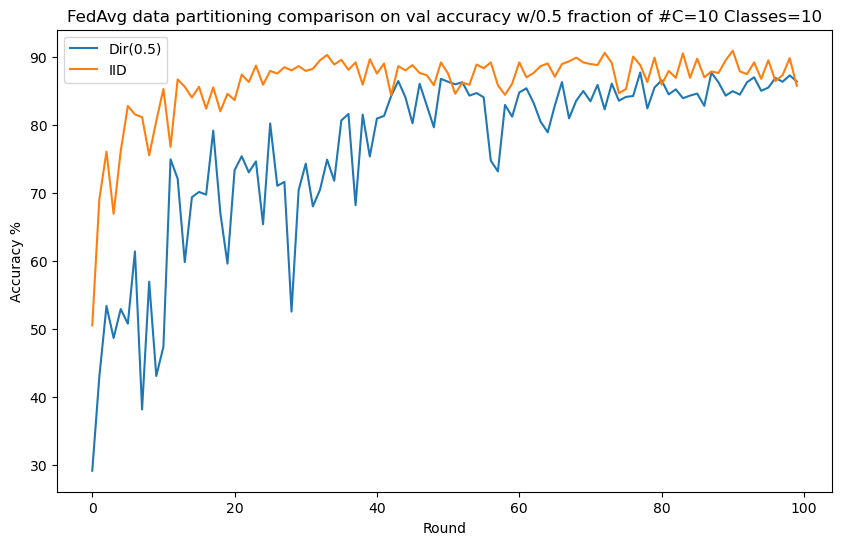 FedAvg data partitioning comparison on val accuracy w/0.5 fraction of #C=10 Classes=10
Dir(0.5)
IID
90
80
70
60
50
40
30
Accuracy %
0 20 40 60 80 100
Round